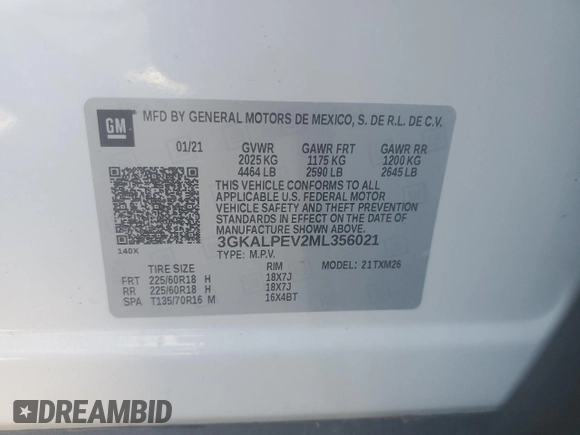 GM MFD BY GENERAL MOTORS DE MEXICO, S. DE R.L. DE C.V.
01/21 GVWR GAWR FRT GAWR RR
2025 KG 1175 KG 1200 KG
4464 LB 2590 LB 2645 LB
THIS VEHICLE CONFORMS TO ALL
APPLICABLE U.S. FEDERAL MOTOR
VEHICLE SAFETY AND THEFT PREVENTION
STANDARDS IN EFFECT ON THE DATE OF
MANUFACTURE SHOWN ABOVE.
140X 3GKALPEV2ML356021
TYPE: M.P.V. MODEL: 21TXM26
TIRE SIZE RIM
FRT 225/60R18 H 18X7J
RR 225/60R18 H 18X7J
SPA T135/70R16 M 16X4BT
DREAMBID